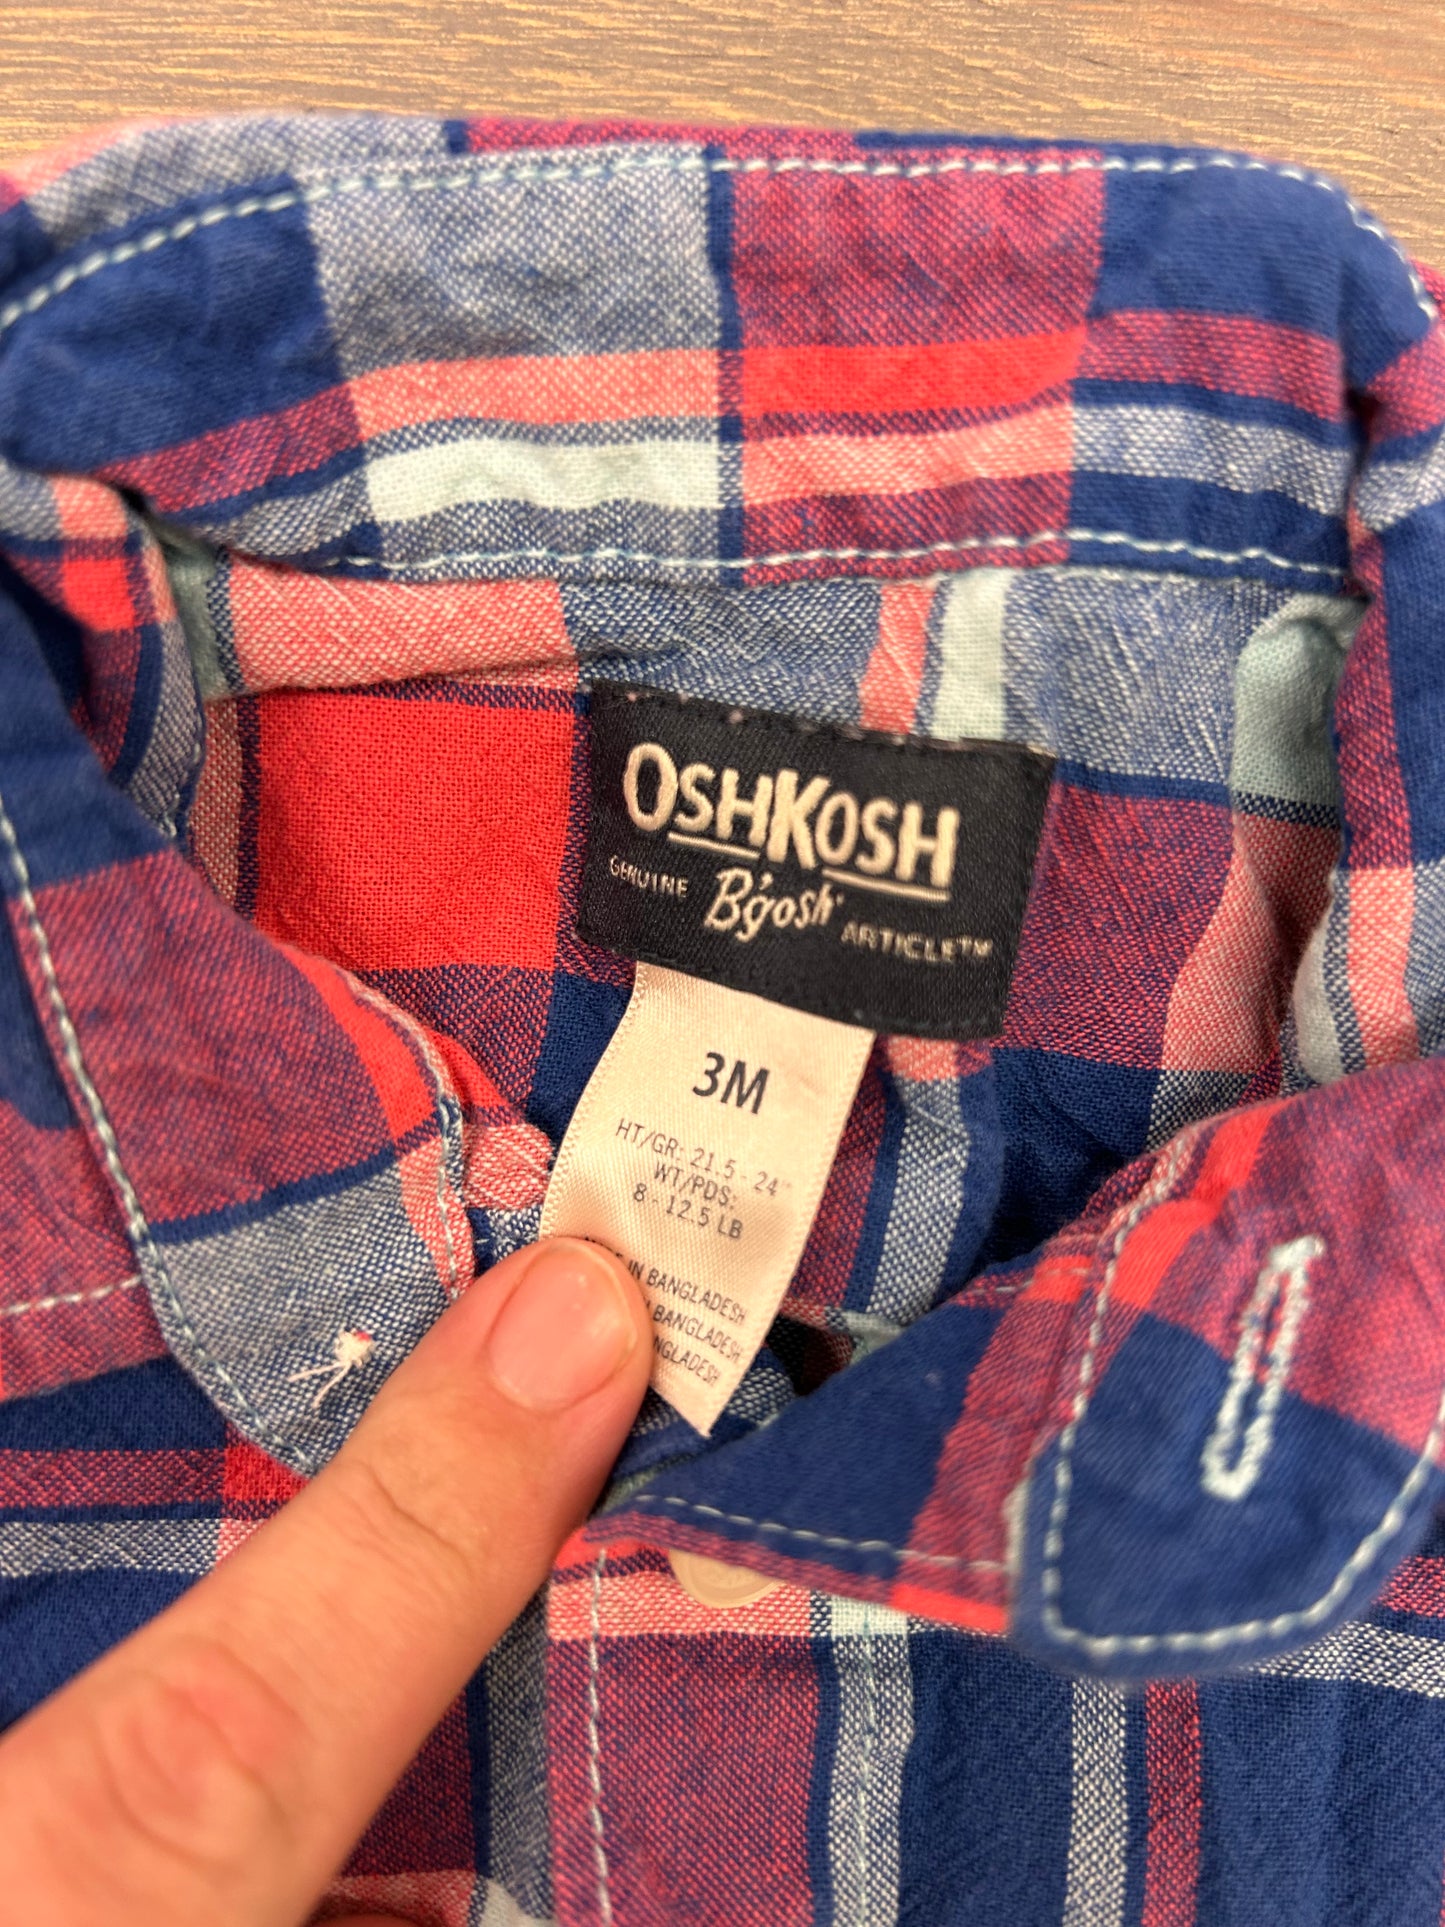 OSHKOSH
GENUINE B'gosh ARTICLE™
3M
HT/GR: 21.5 - 24"
WT/PDS:
8 - 12.5 LB
IN BANGLADESH
BANGLADESH